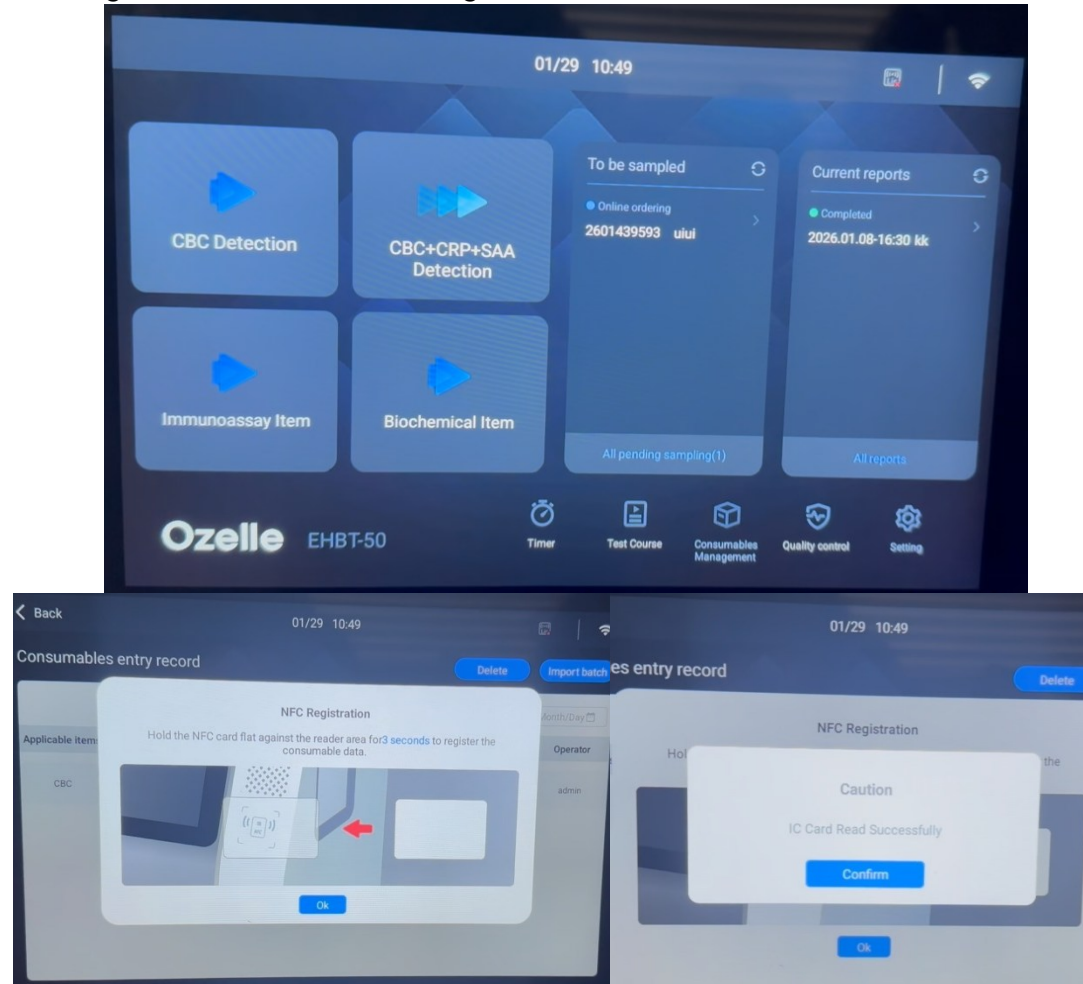 01/29 10:49
CBC Detection
CBC+CRP+SAA
Detection
Immunoassay Item
Biochemical Item
To be sampled
Online ordering
2601439593 uiui
All pending sampling(1)
Current reports
Completed
2026.01.08-16:30 kk
All reports
Ozelle EHBT-50
Timer
Test Course
Consumables
Management
Quality control
Setting
Back
01/29 10:49
Consumables entry record
Delete
Import batch
Month/Day
Applicable item
Operator
CBC
admin
NFC Registration
Hold the NFC card flat against the reader area for3 seconds to register the
consumable data.
Ok
01/29 10:49
es entry record
Delete
NFC Registration
Hol
the
Caution
IC Card Read Successfully
Confirm
Ok